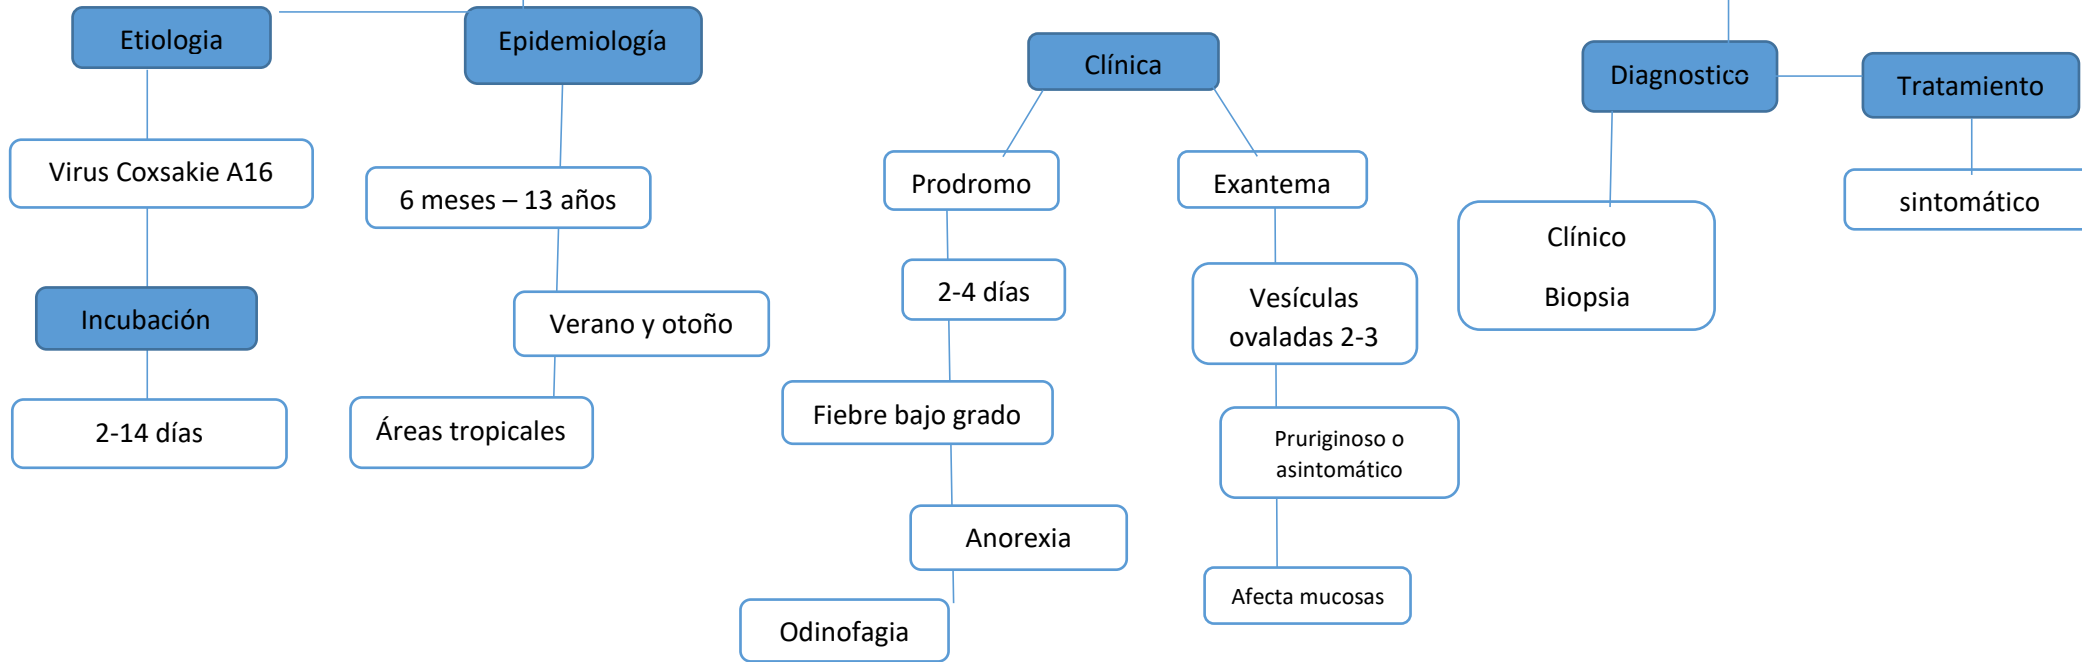 Etiologia
Epidemiología
Clínica
Diagnostico
Tratamiento
Virus Coxsakie A16
6 meses – 13 años
Prodromo
Exantema
sintomático
Clínico
Biopsia
Incubación
Verano y otoño
2-4 días
Vesículas
ovaladas 2-3
2-14 días
Áreas tropicales
Fiebre bajo grado
Pruriginoso o
asintomático
Anorexia
Afecta mucosas
Odinofagia